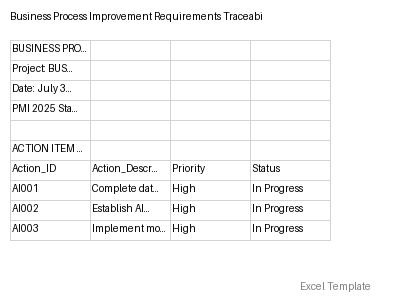 Business Process Improvement Requirements Traceabi
BUSINESS PRO...
Project: BUS...
Date: July 3...
PMI 2025 Sta...
ACTION ITEM ...
Action_ID Action_Descr... Priority Status
AI001 Complete dat... High In Progress
AI002 Establish AI... High In Progress
AI003 Implement mo... High In Progress
Excel Template